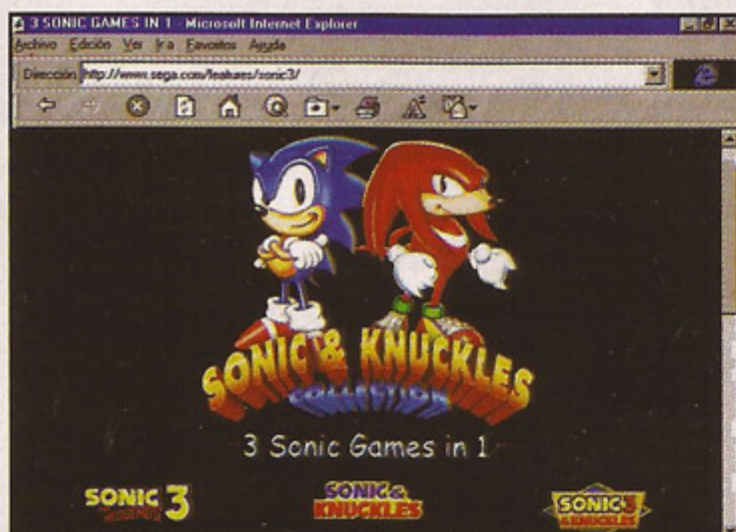 3 SONIC GAMES IN 1 - Microsoft Internet Explorer
Archivo Edición Ver Ir a Favoritos Ayuda
Dirección http://www.sega.com/features/sonic3/
SONIC & KNUCKLES
COLLECTION
3 Sonic Games in 1
SONIC 3
SONIC &
KNUCKLES
SONIC 3
& KNUCKLES